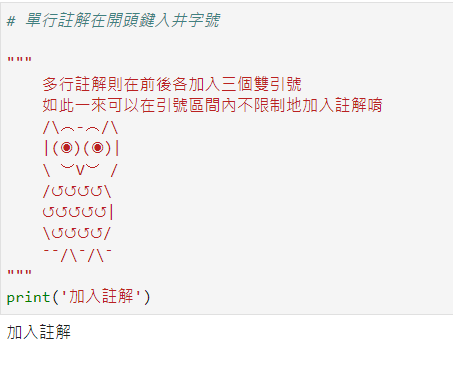 # 單行註解在開頭鍵入井字號
"""
多行註解則在前後各加入三個雙引號
如此一來可以在引號區間內不限制地加入註解唷
/\︵-︵/\
|(◉)(◉)|
\ ︶V︶ /
/↺↺↺↺\
↺↺↺↺↺|
\↺↺↺↺/
¯¯/\¯/\¯
"""
print('加入註解')
加入註解